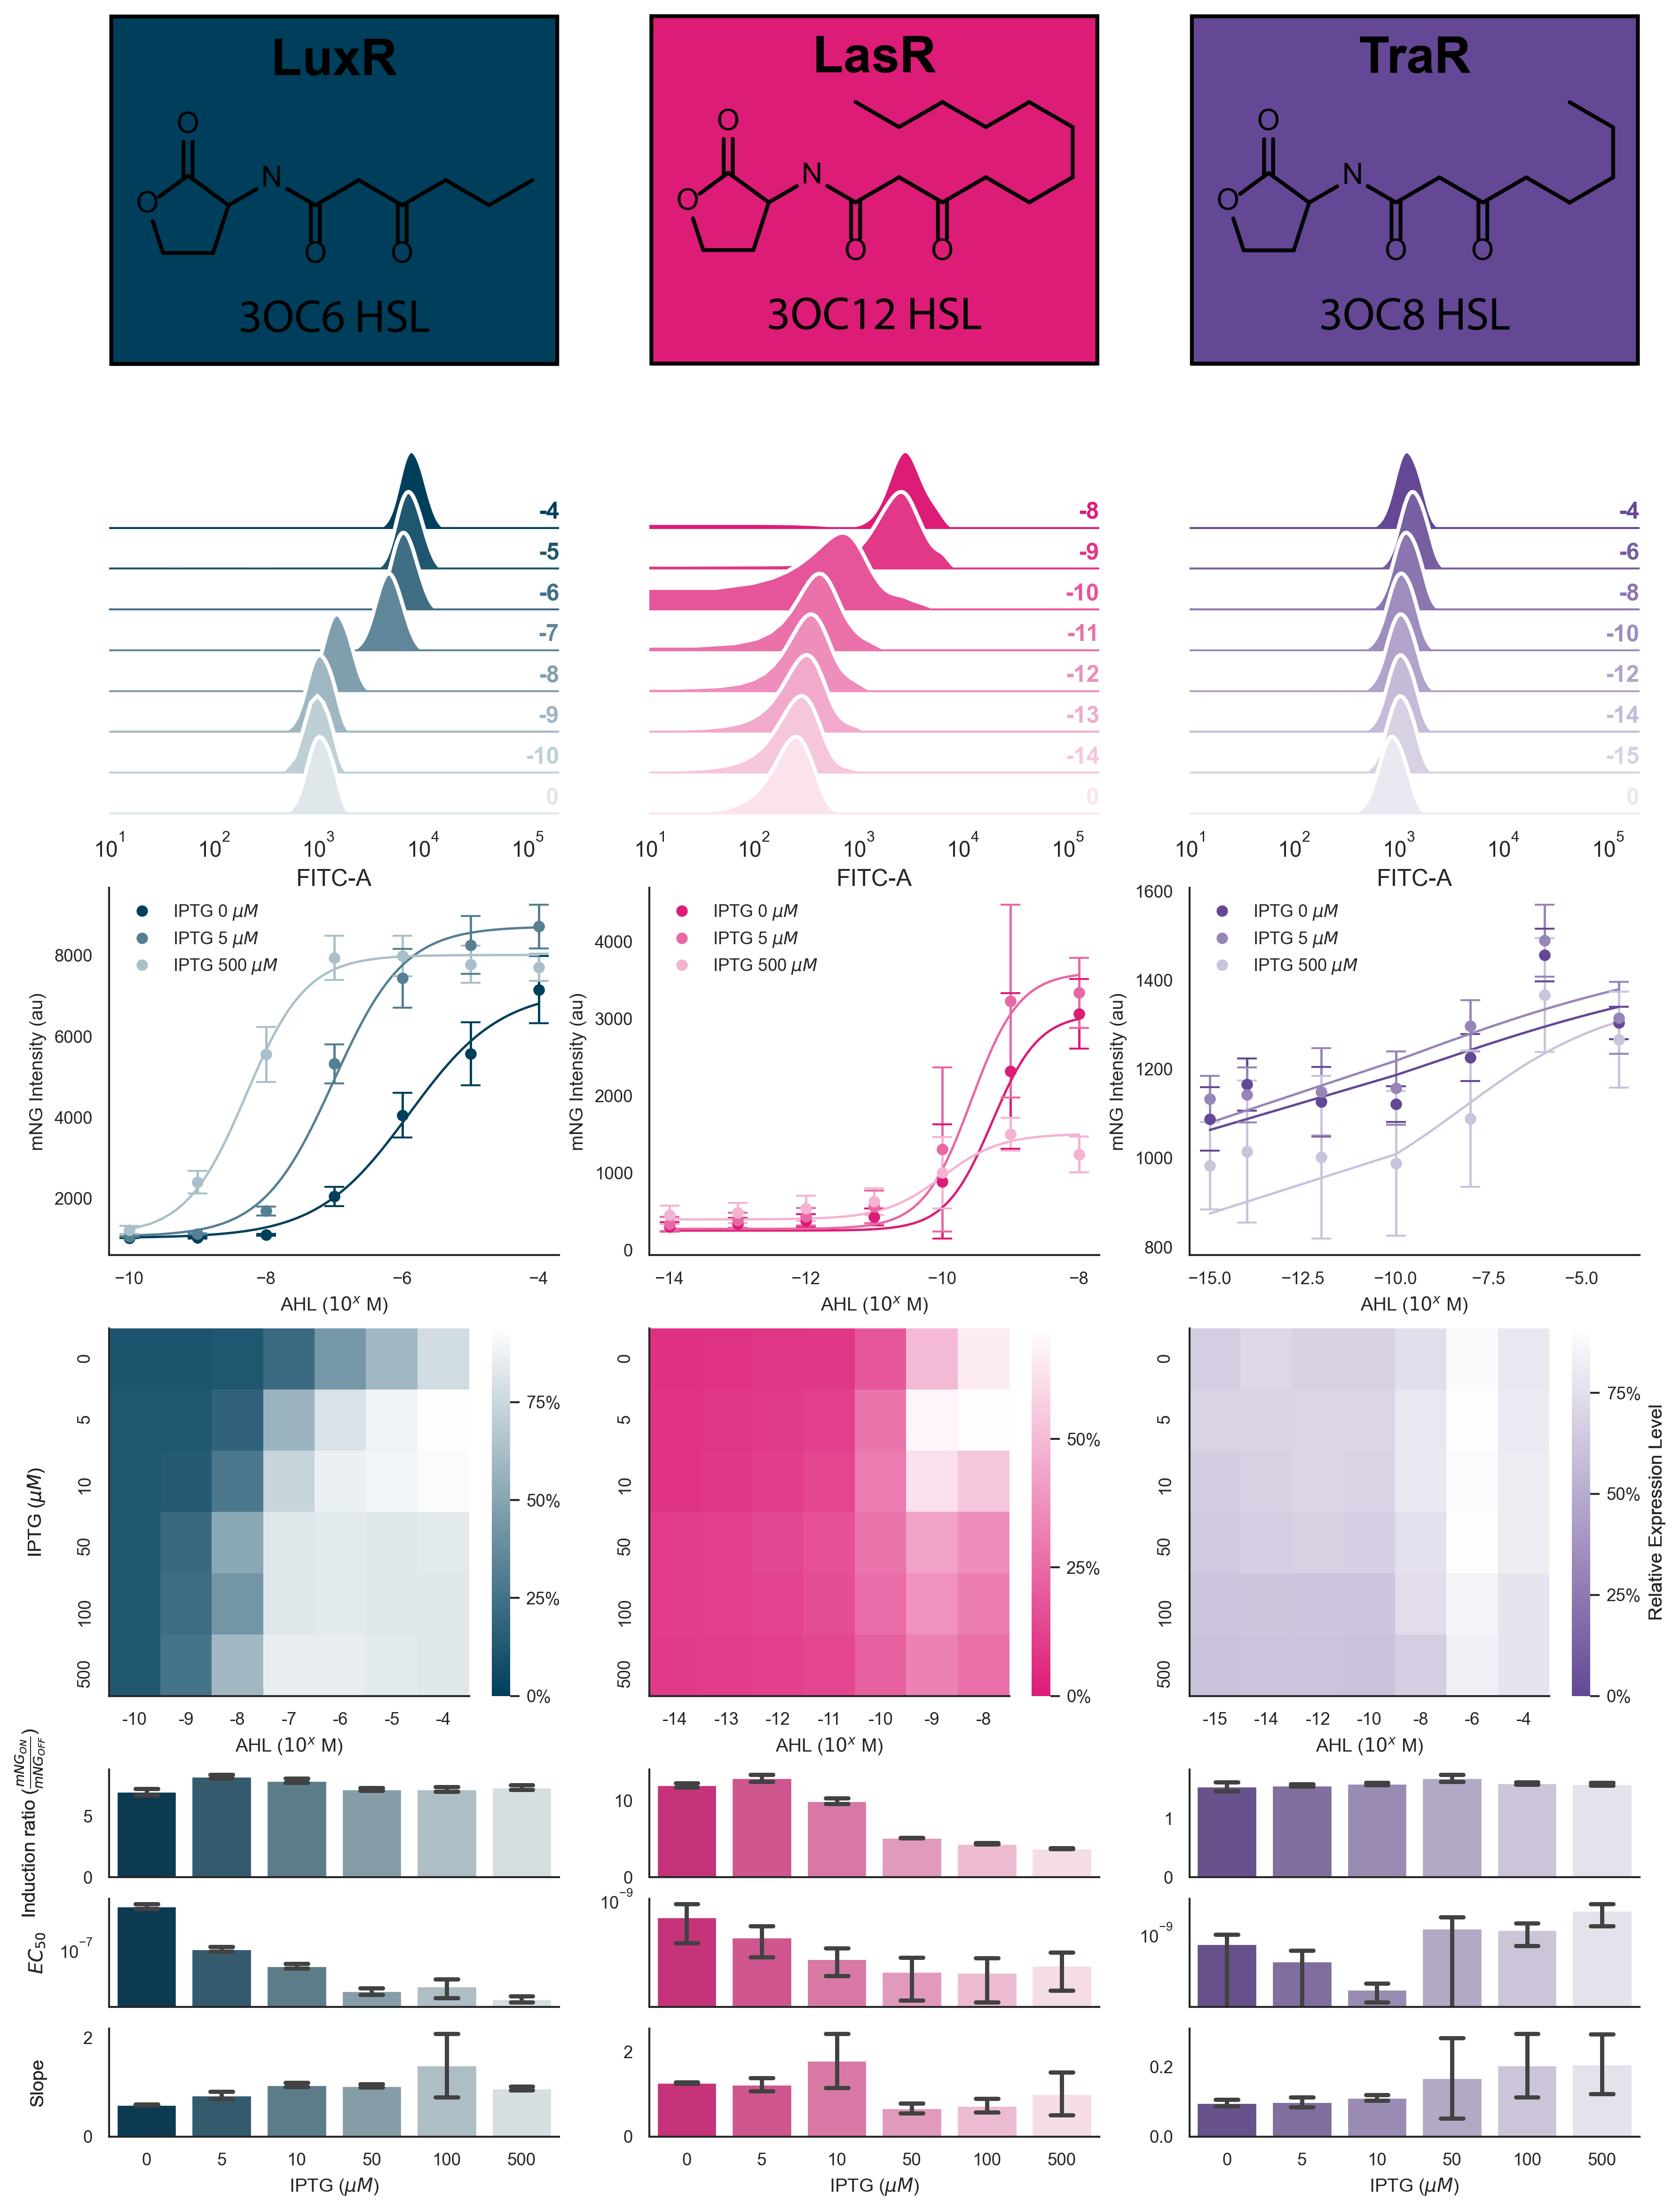 LuxR
O
N
O
O
O
3OC6 HSL
LasR
O
N
O
O
O
3OC12 HSL
TraR
O
N
O
O
O
3OC8 HSL
-4
-5
-6
-7
-8
-9
-10
0
10^1 10^2 10^3 10^4 10^5
FITC-A
-8
-9
-10
-11
-12
-13
-14
0
10^1 10^2 10^3 10^4 10^5
FITC-A
-4
-6
-8
-10
-12
-14
-15
0
10^1 10^2 10^3 10^4 10^5
FITC-A
mNG Intensity (au)
8000
6000
4000
2000
IPTG 0 μM
IPTG 5 μM
IPTG 500 μM
−10 −8 −6 −4
AHL (10^x M)
mNG Intensity (au)
4000
3000
2000
1000
0
IPTG 0 μM
IPTG 5 μM
IPTG 500 μM
−14 −12 −10 −8
AHL (10^x M)
mNG Intensity (au)
1600
1400
1200
1000
800
IPTG 0 μM
IPTG 5 μM
IPTG 500 μM
−15.0 −12.5 −10.0 −7.5 −5.0
AHL (10^x M)
IPTG (μM)
0
5
10
50
100
500
-10 -9 -8 -7 -6 -5 -4
AHL (10^x M)
75%
50%
25%
0%
0
5
10
50
100
500
-14 -13 -12 -11 -10 -9 -8
AHL (10^x M)
50%
25%
0%
0
5
10
50
100
500
-15 -14 -12 -10 -8 -6 -4
AHL (10^x M)
75%
50%
25%
0%
Relative Expression Level
Induction ratio (mNG_ON/mNG_OFF)
5
0
10
0
1
0
EC_50
10^-7
10^-9
10^-9
Slope
2
0
0 5 10 50 100 500
IPTG (μM)
2
0
0 5 10 50 100 500
IPTG (μM)
0.2
0.0
0 5 10 50 100 500
IPTG (μM)